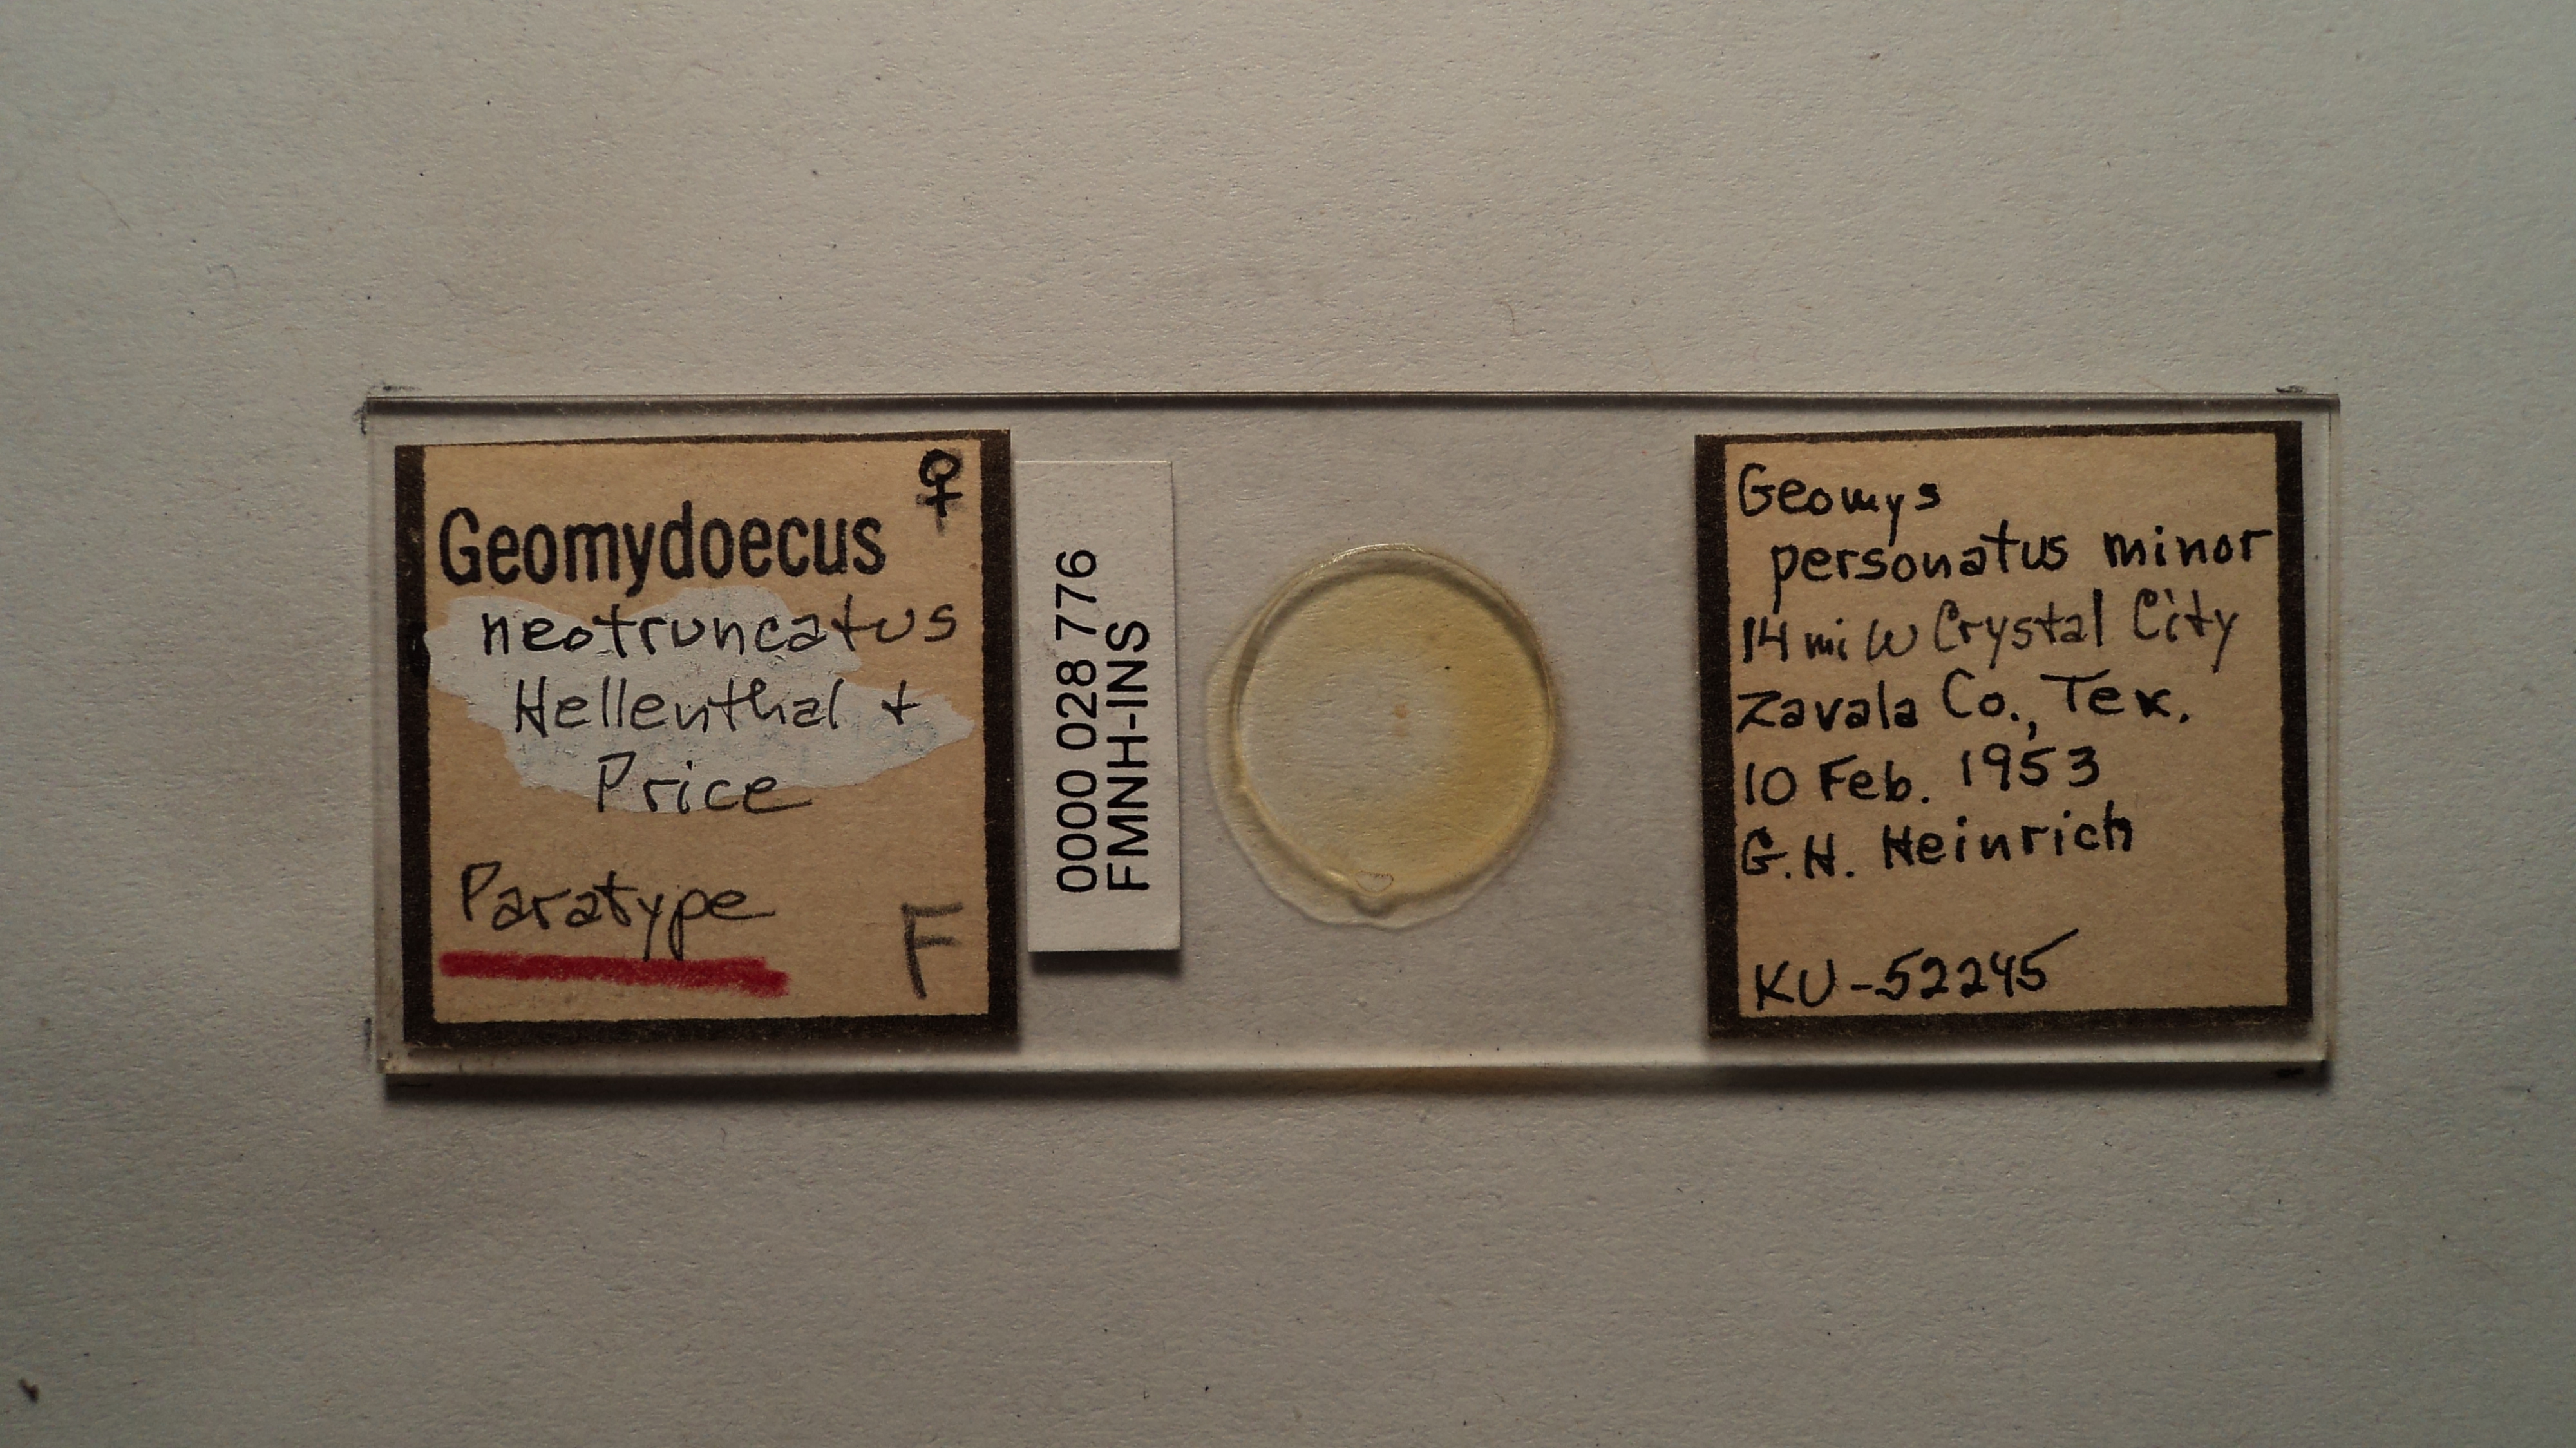 ♀
Geomydoecus
neotruncatus
Hellenthal +
Price
Paratype
F
0000 028 776
FMNH-INS
Geomys
personatus minor
14 mi W Crystal City
Zavala Co., Tex.
10 Feb. 1953
G.H. Heinrich
KU-52245